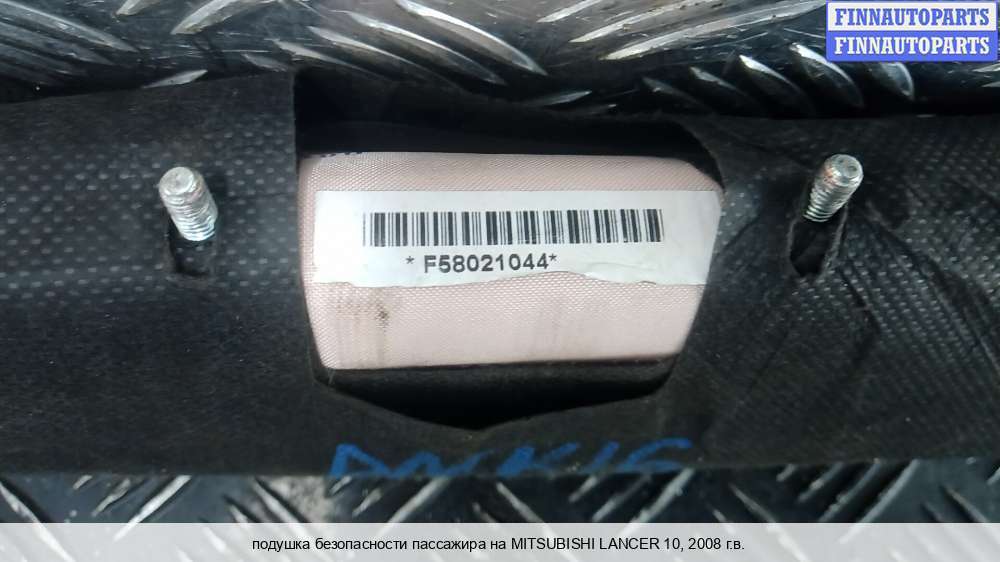 FINNAUTOPARTS
FINNAUTOPARTS
* F58021044*
подушка безопасности пассажира на MITSUBISHI LANCER 10, 2008 г.в.